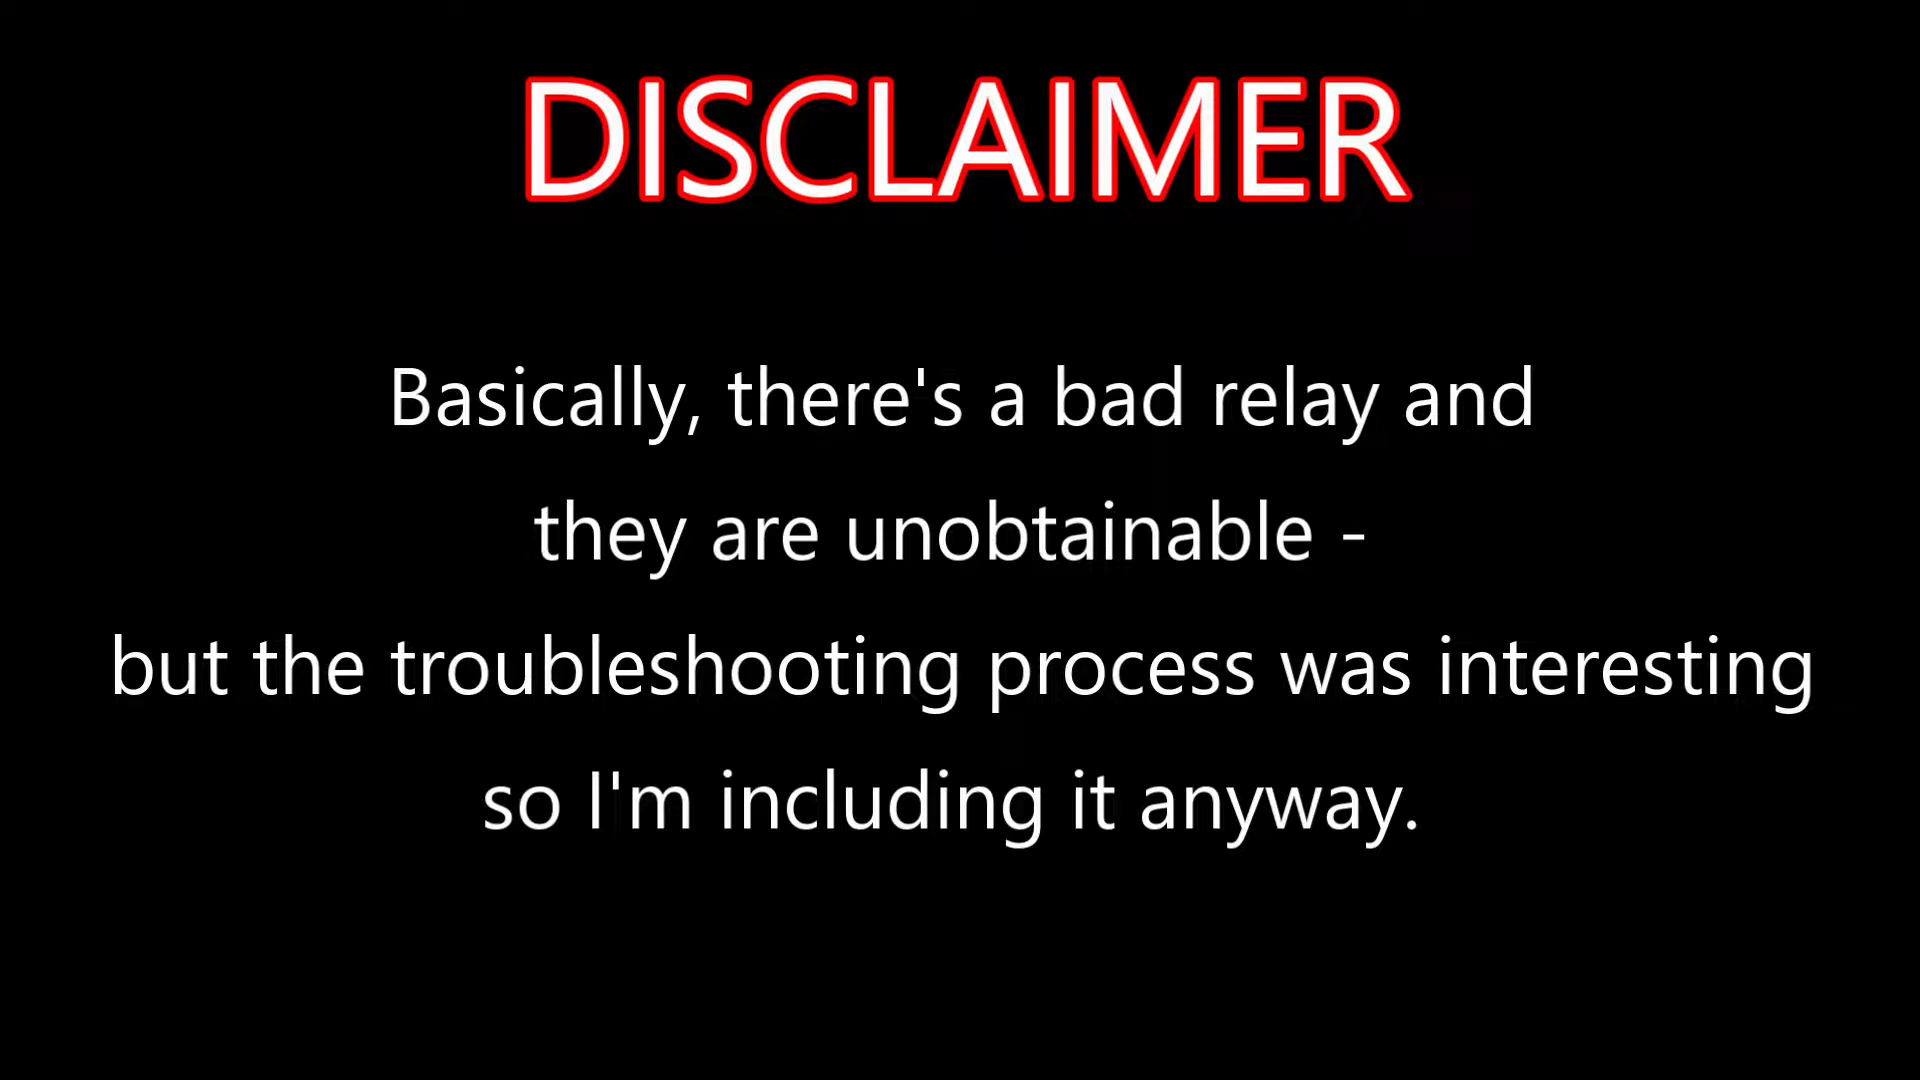 DISCLAIMER
Basically, there's a bad relay and
they are unobtainable -
but the troubleshooting process was interesting
so I'm including it anyway.